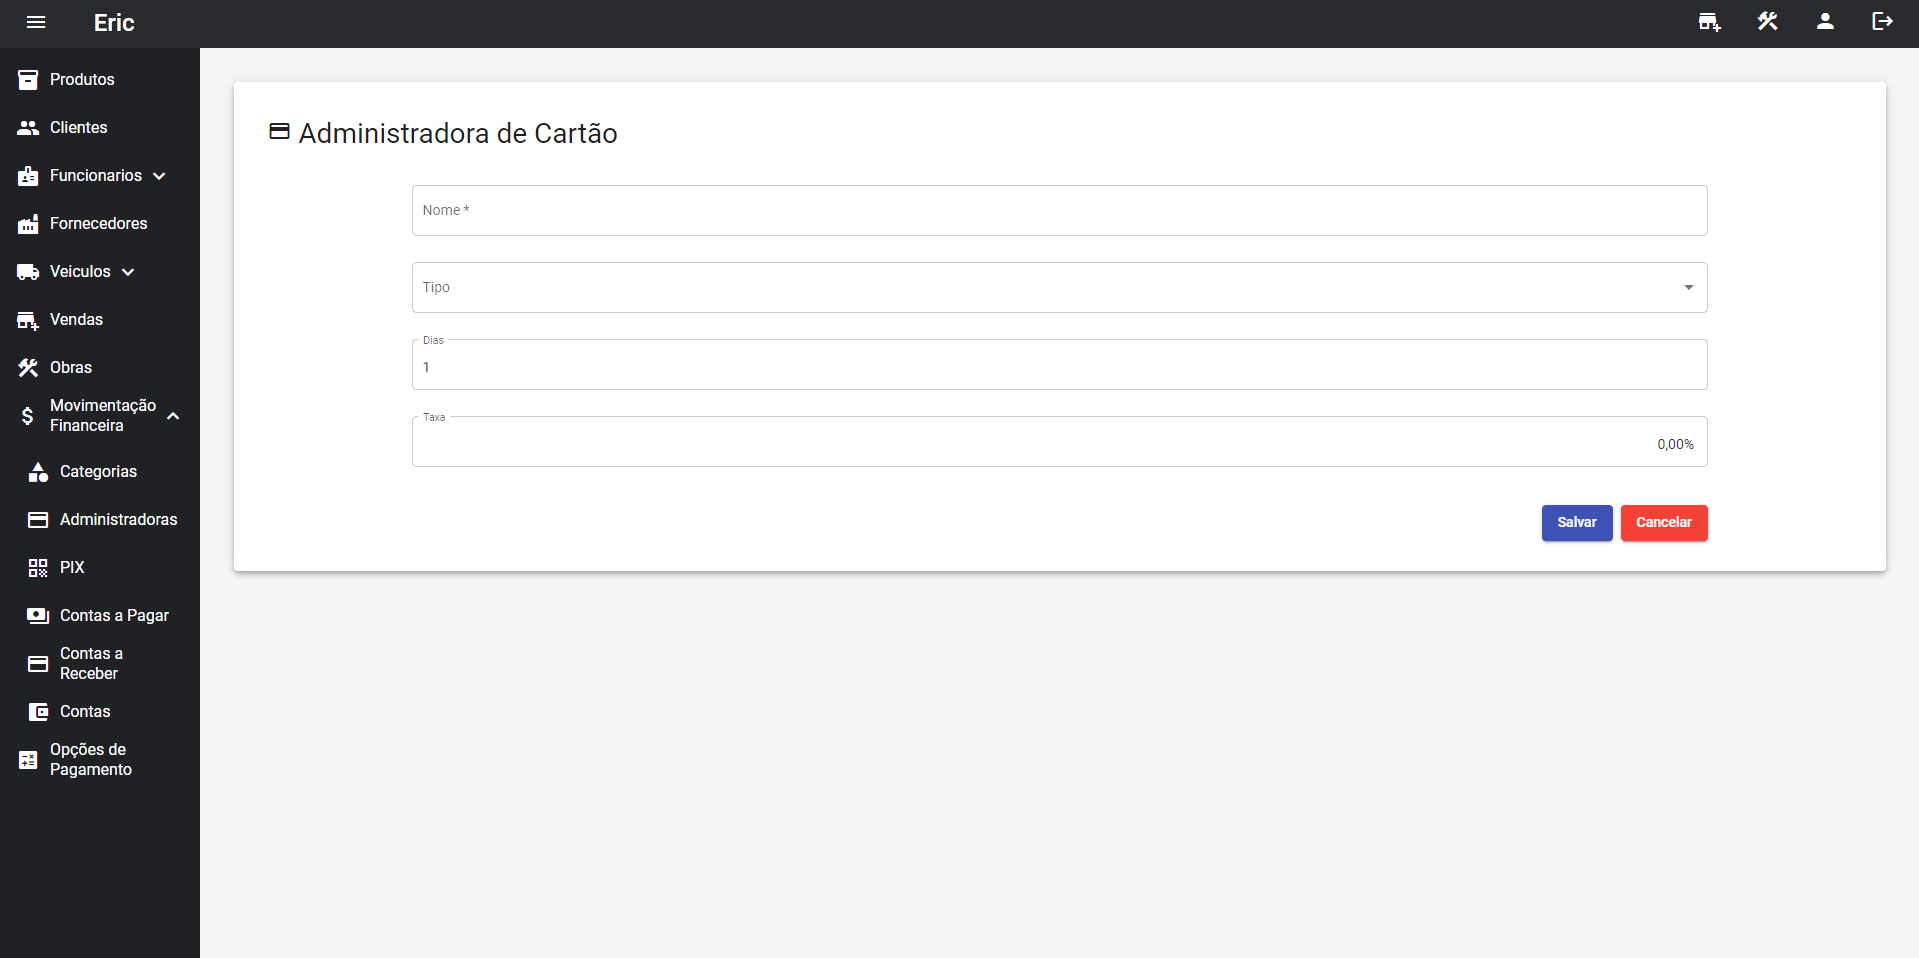 Eric
Produtos
Clientes
Funcionarios
Fornecedores
Veiculos
Vendas
Obras
Movimentação
Financeira
Categorias
Administradoras
PIX
Contas a Pagar
Contas a
Receber
Contas
Opções de
Pagamento
Administradora de Cartão
Nome *
Tipo
Dias
1
Taxa
0,00%
Salvar
Cancelar